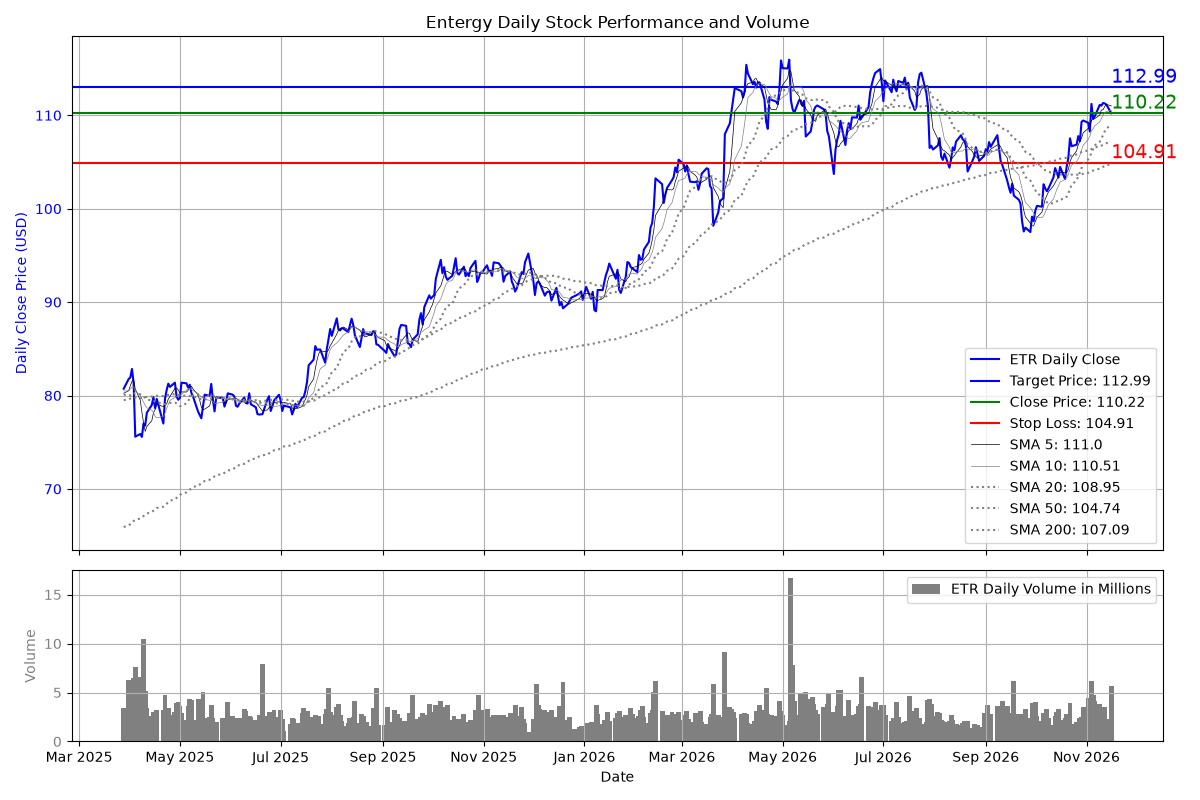 Entergy Daily Stock Performance and Volume
112.99
110.22
104.91
110
100
90
80
70
Daily Close Price (USD)
ETR Daily Close
Target Price: 112.99
Close Price: 110.22
Stop Loss: 104.91
SMA 5: 111.0
SMA 10: 110.51
SMA 20: 108.95
SMA 50: 104.74
SMA 200: 107.09
15
10
5
0
Volume
ETR Daily Volume in Millions
Mar 2025 May 2025 Jul 2025 Sep 2025 Nov 2025 Jan 2026 Mar 2026 May 2026 Jul 2026 Sep 2026 Nov 2026
Date